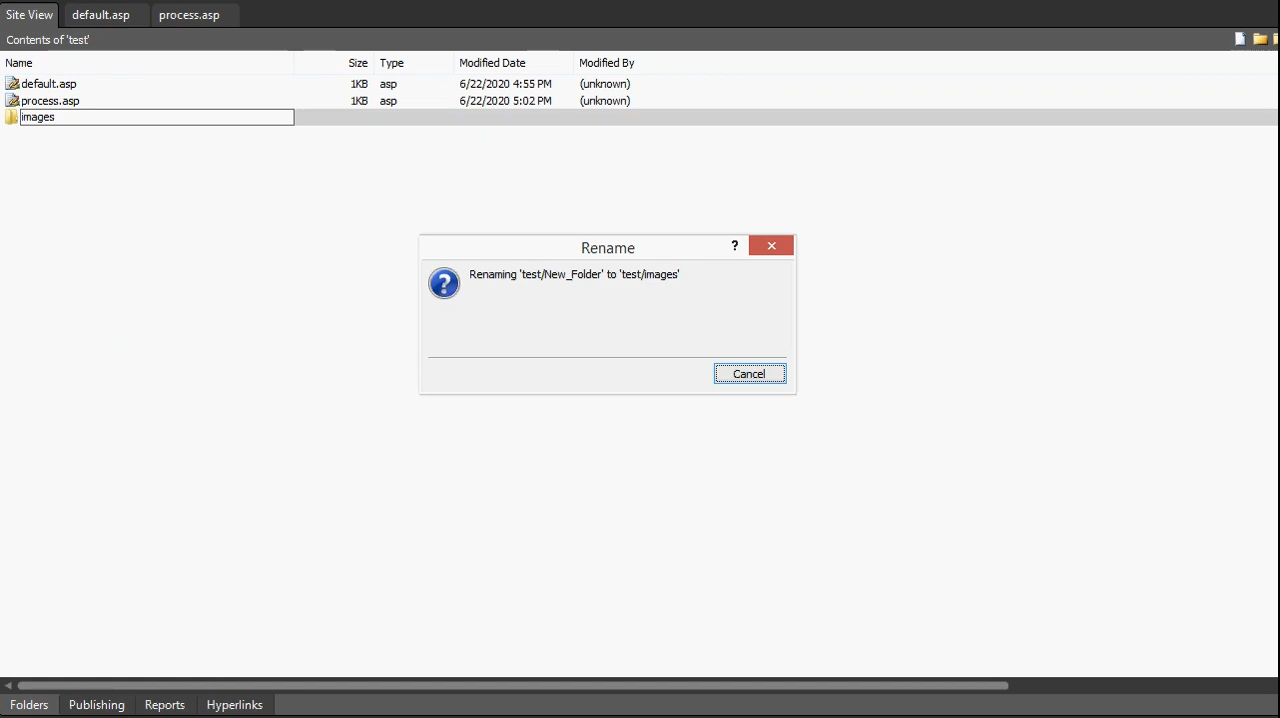 Site View default.asp process.asp
Contents of 'test'
Name Size Type Modified Date Modified By
default.asp 1KB asp 6/22/2020 4:55 PM (unknown)
process.asp 1KB asp 6/22/2020 5:02 PM (unknown)
images
Rename ?
Renaming 'test/New_Folder' to 'test/images'
Cancel
Folders Publishing Reports Hyperlinks